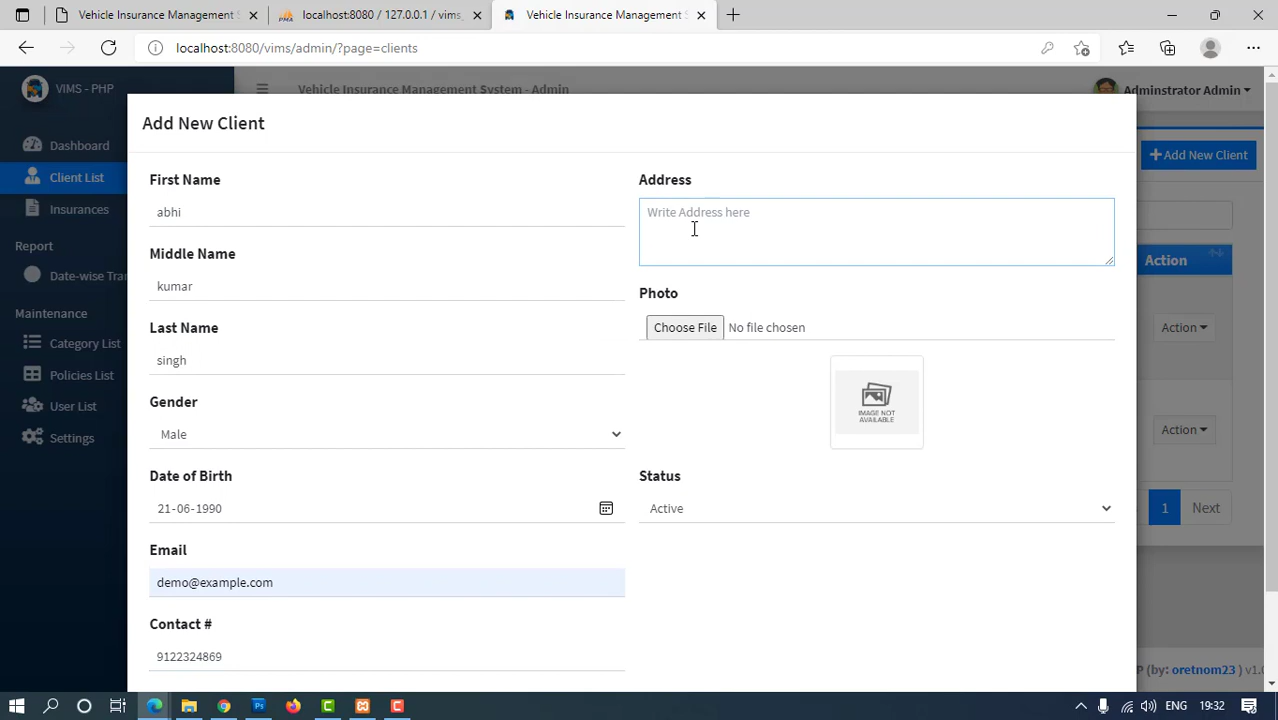 Vehicle Insurance Management S
localhost:8080 / 127.0.0.1 / vims
Vehicle Insurance Management S
localhost:8080/vims/admin/?page=clients
VIMS - PHP
Vehicle Insurance Management System - Admin
Adminstrator Admin
Dashboard
Client List
Insurances
Report
Date-wise Tran
Maintenance
Category List
Policies List
User List
Settings
Add New Client
First Name
abhi
Middle Name
kumar
Last Name
singh
Gender
Male
Date of Birth
21-06-1990
Email
demo@example.com
Contact #
9122324869
Address
Write Address here
Photo
Choose File No file chosen
IMAGE NOT
AVAILABLE
Status
Active
+ Add New Client
Action
Action
Action
1 Next
P (by: oretnom23 ) v1.0
19:32